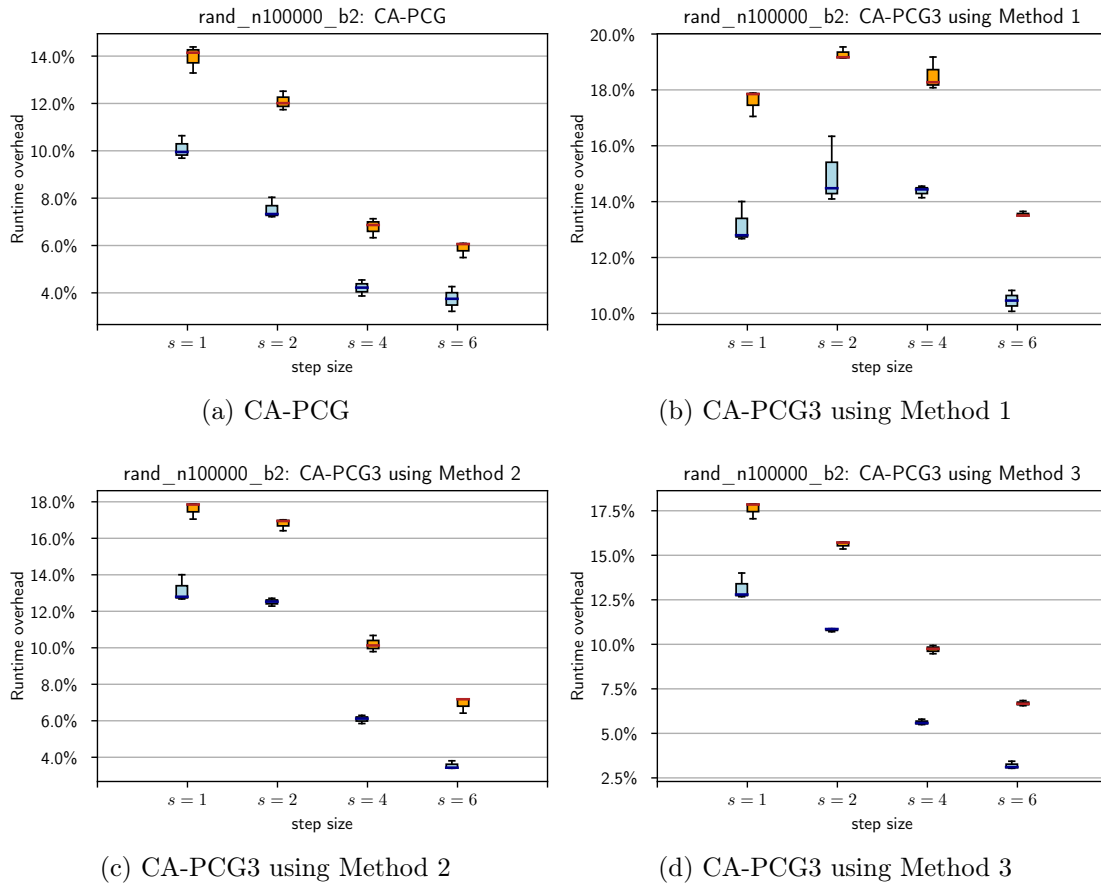 rand_n100000_b2: CA-PCG
14.0%
12.0%
10.0%
8.0%
6.0%
4.0%
Runtime overhead
s = 1
s = 2
s = 4
s = 6
step size
(a) CA-PCG
rand_n100000_b2: CA-PCG3 using Method 1
20.0%
18.0%
16.0%
14.0%
12.0%
10.0%
Runtime overhead
s = 1
s = 2
s = 4
s = 6
step size
(b) CA-PCG3 using Method 1
rand_n100000_b2: CA-PCG3 using Method 2
18.0%
16.0%
14.0%
12.0%
10.0%
8.0%
6.0%
4.0%
Runtime overhead
s = 1
s = 2
s = 4
s = 6
step size
(c) CA-PCG3 using Method 2
rand_n100000_b2: CA-PCG3 using Method 3
17.5%
15.0%
12.5%
10.0%
7.5%
5.0%
2.5%
Runtime overhead
s = 1
s = 2
s = 4
s = 6
step size
(d) CA-PCG3 using Method 3